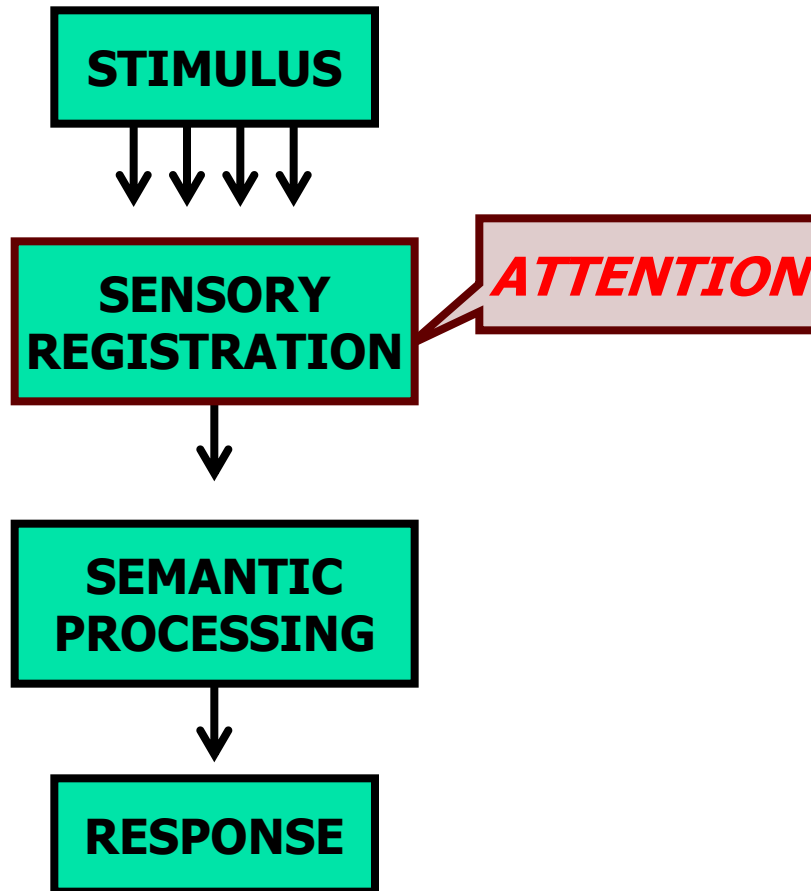 STIMULUS
SENSORY
REGISTRATION
ATTENTION
SEMANTIC
PROCESSING
RESPONSE